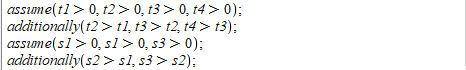 assume(t1 > 0, t2 > 0, t3 > 0, t4 > 0);
additionally(t2 > t1, t3 > t2, t4 > t3);
assume(s1 > 0, s1 > 0, s3 > 0);
additionally(s2 > s1, s3 > s2);